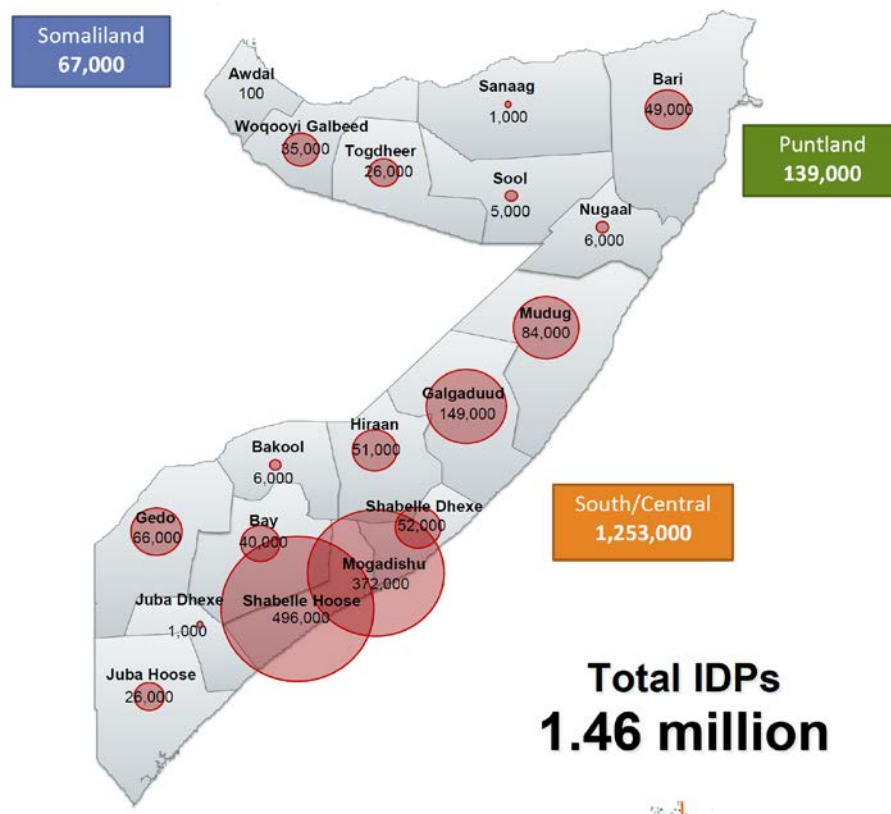 Somaliland
67,000
Awdal
100
Sanaag
1,000
Bari
49,000
Woqooyi Galbeed
35,000
Togdheer
26,000
Puntland
139,000
Sool
5,000
Nugaal
6,000
Mudug
84,000
Galgaduud
149,000
Hiraan
51,000
Bakool
6,000
Shabelle Dhexe
52,000
South/Central
1,253,000
Gedo
66,000
Bay
40,000
Mogadishu
372,000
Juba Dhexe
1,000
Shabelle Hoose
496,000
Juba Hoose
26,000
Total IDPs
1.46 million